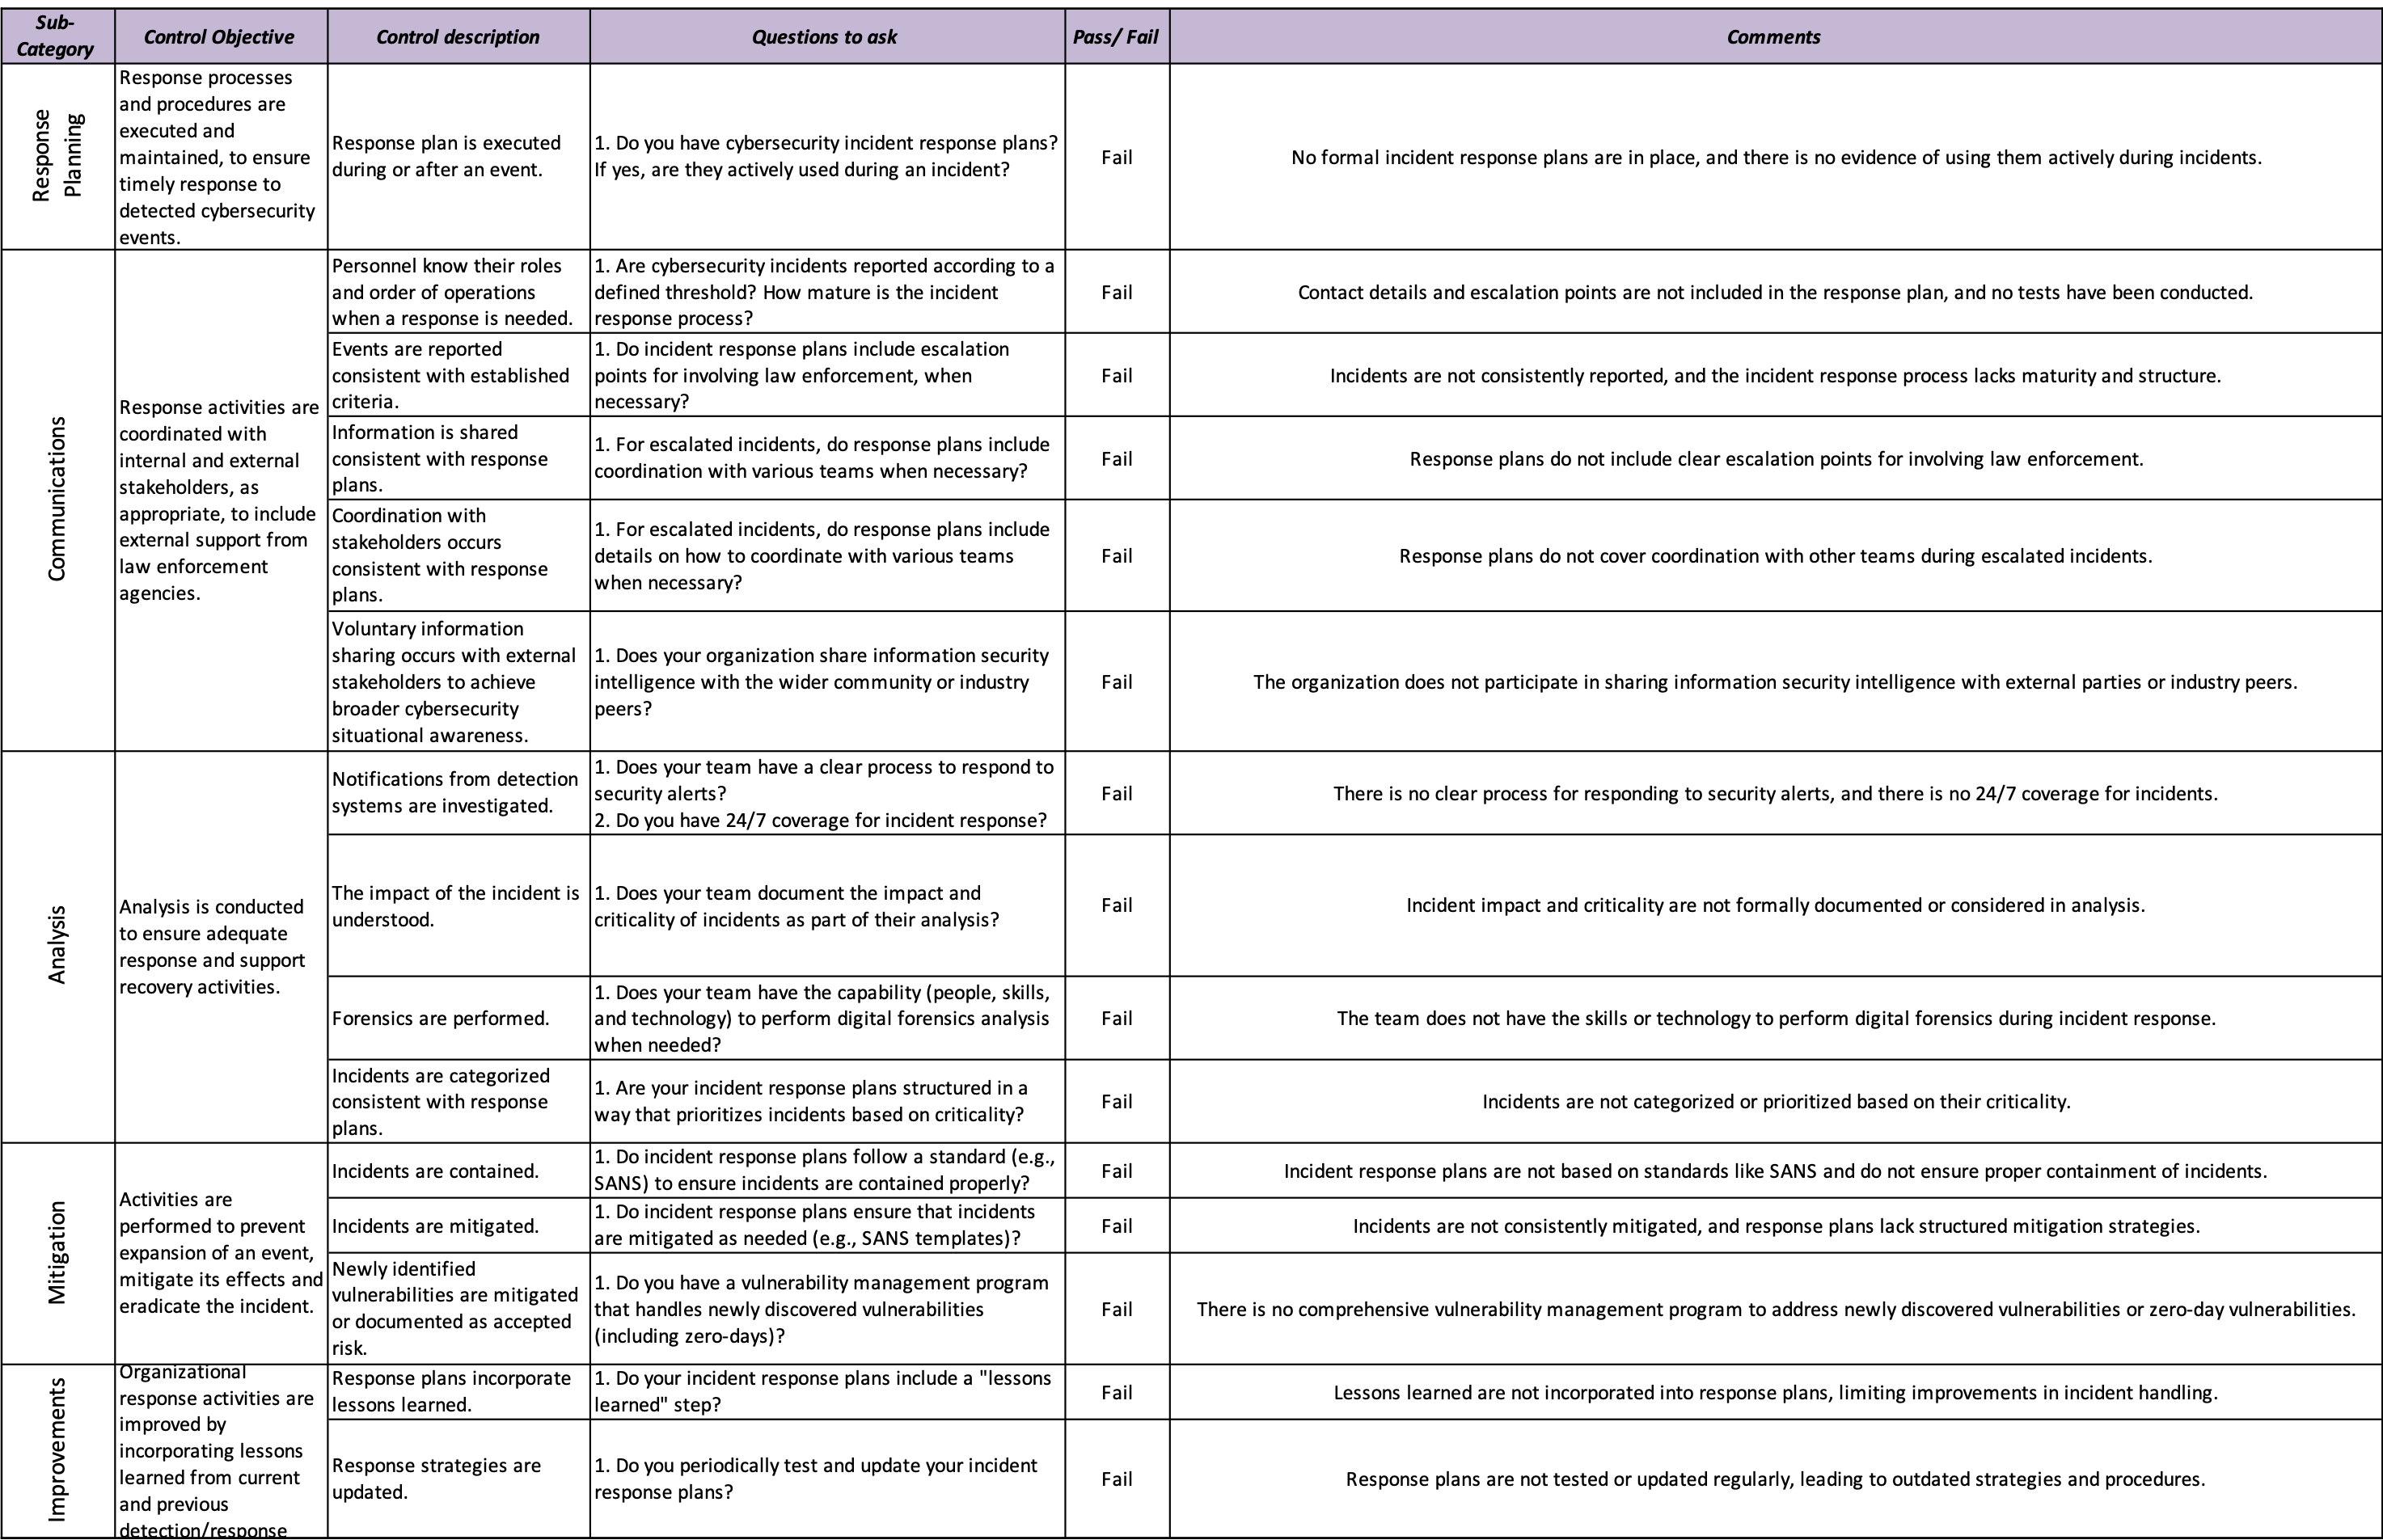 Sub-
Category
Control Objective
Control description
Questions to ask
Pass/ Fail
Comments
Response
Planning
Response processes
and procedures are
executed and
maintained, to ensure
timely response to
detected cybersecurity
events.
Response plan is executed
during or after an event.
1. Do you have cybersecurity incident response plans?
If yes, are they actively used during an incident?
Fail
No formal incident response plans are in place, and there is no evidence of using them actively during incidents.
Communications
Response activities are
coordinated with
internal and external
stakeholders, as
appropriate, to include
external support from
law enforcement
agencies.
Personnel know their roles
and order of operations
when a response is needed.
1. Are cybersecurity incidents reported according to a
defined threshold? How mature is the incident
response process?
Fail
Contact details and escalation points are not included in the response plan, and no tests have been conducted.
Events are reported
consistent with established
criteria.
1. Do incident response plans include escalation
points for involving law enforcement, when
necessary?
Fail
Incidents are not consistently reported, and the incident response process lacks maturity and structure.
Information is shared
consistent with response
plans.
1. For escalated incidents, do response plans include
coordination with various teams when necessary?
Fail
Response plans do not include clear escalation points for involving law enforcement.
Coordination with
stakeholders occurs
consistent with response
plans.
1. For escalated incidents, do response plans include
details on how to coordinate with various teams
when necessary?
Fail
Response plans do not cover coordination with other teams during escalated incidents.
Voluntary information
sharing occurs with external
stakeholders to achieve
broader cybersecurity
situational awareness.
1. Does your organization share information security
intelligence with the wider community or industry
peers?
Fail
The organization does not participate in sharing information security intelligence with external parties or industry peers.
Analysis
Analysis is conducted
to ensure adequate
response and support
recovery activities.
Notifications from detection
systems are investigated.
1. Does your team have a clear process to respond to
security alerts?
2. Do you have 24/7 coverage for incident response?
Fail
There is no clear process for responding to security alerts, and there is no 24/7 coverage for incidents.
The impact of the incident is
understood.
1. Does your team document the impact and
criticality of incidents as part of their analysis?
Fail
Incident impact and criticality are not formally documented or considered in analysis.
Forensics are performed.
1. Does your team have the capability (people, skills,
and technology) to perform digital forensics analysis
when needed?
Fail
The team does not have the skills or technology to perform digital forensics during incident response.
Incidents are categorized
consistent with response
plans.
1. Are your incident response plans structured in a
way that prioritizes incidents based on criticality?
Fail
Incidents are not categorized or prioritized based on their criticality.
Mitigation
Activities are
performed to prevent
expansion of an event,
mitigate its effects and
eradicate the incident.
Incidents are contained.
1. Do incident response plans follow a standard (e.g.,
SANS) to ensure incidents are contained properly?
Fail
Incident response plans are not based on standards like SANS and do not ensure proper containment of incidents.
Incidents are mitigated.
1. Do incident response plans ensure that incidents
are mitigated as needed (e.g., SANS templates)?
Fail
Incidents are not consistently mitigated, and response plans lack structured mitigation strategies.
Newly identified
vulnerabilities are mitigated
or documented as accepted
risk.
1. Do you have a vulnerability management program
that handles newly discovered vulnerabilities
(including zero-days)?
Fail
There is no comprehensive vulnerability management program to address newly discovered vulnerabilities or zero-day vulnerabilities.
Improvements
Organizational
response activities are
improved by
incorporating lessons
learned from current
and previous
detection/response
Response plans incorporate
lessons learned.
1. Do your incident response plans include a "lessons
learned" step?
Fail
Lessons learned are not incorporated into response plans, limiting improvements in incident handling.
Response strategies are
updated.
1. Do you periodically test and update your incident
response plans?
Fail
Response plans are not tested or updated regularly, leading to outdated strategies and procedures.